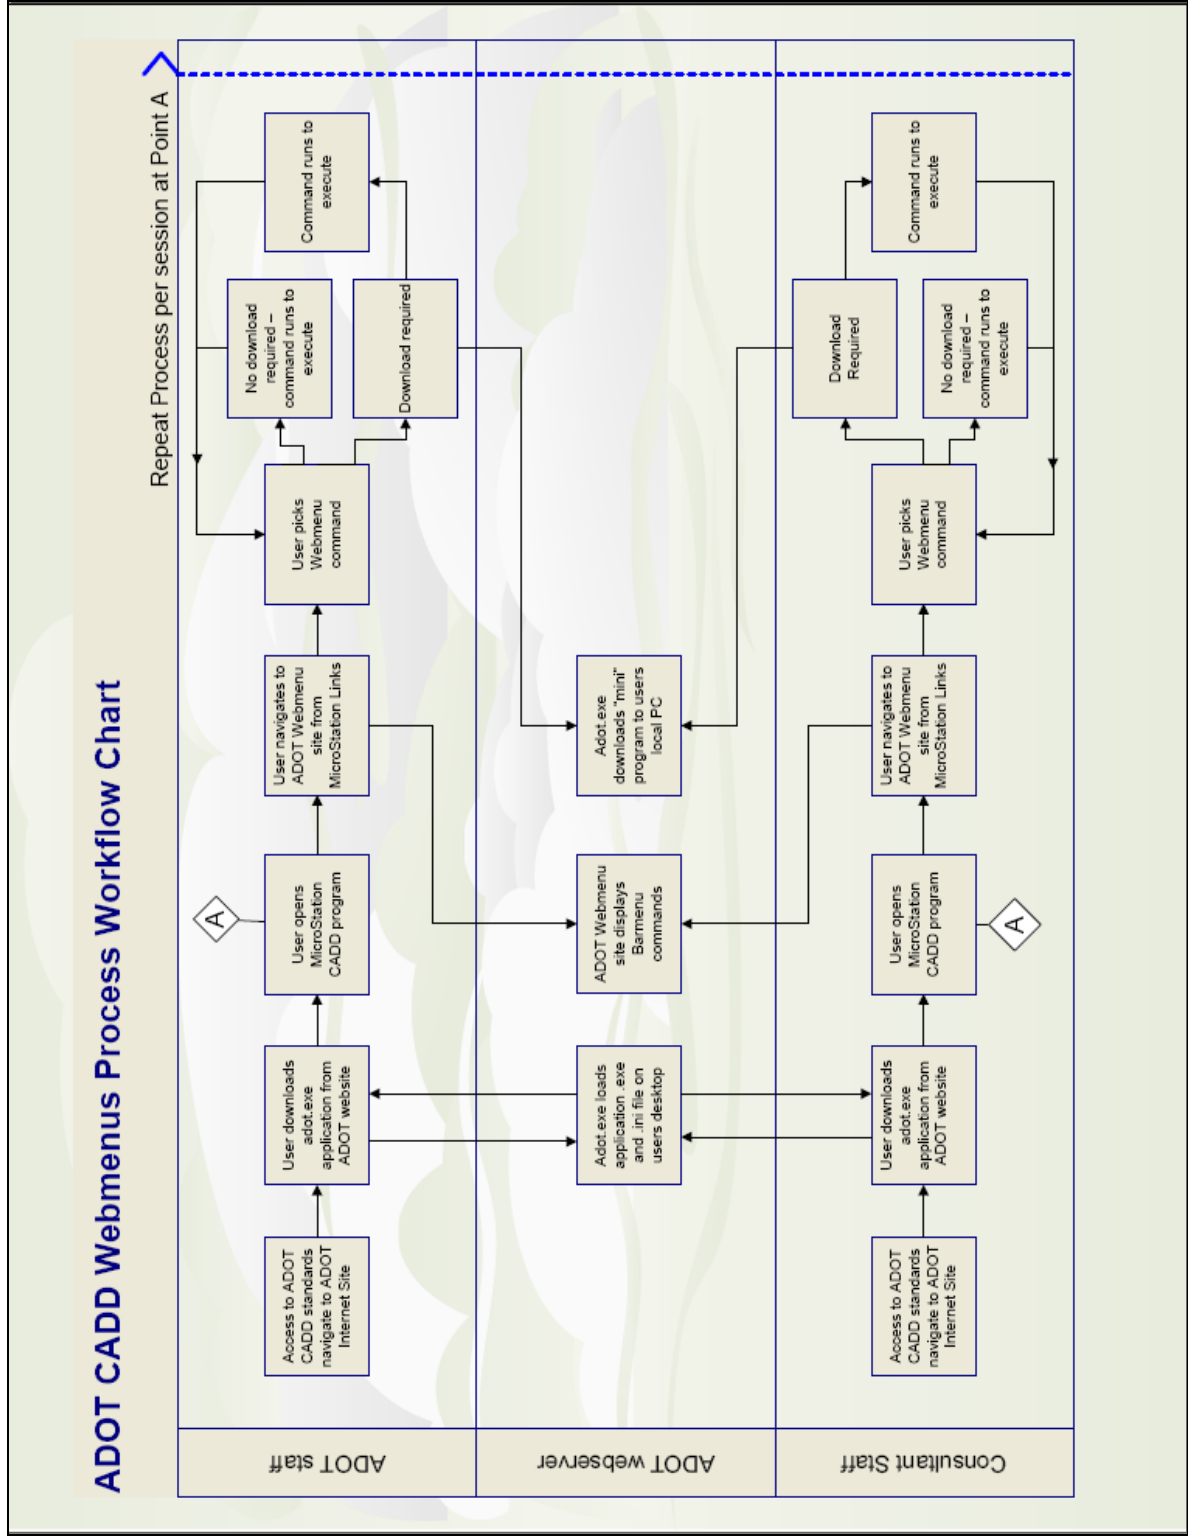 ADOT CADD Webmenus Process Workflow Chart
Repeat Process per session at Point A
ADOT staff
Access to ADOT
CADD standards
navigate to ADOT
Internet Site
User downloads
adot.exe
application from
ADOT website
A
User opens
MicroStation
CADD program
User navigates to
ADOT Webmenu
site from
MicroStation Links
User picks
Webmenu
command
No download
required –
command runs to
execute
Download required
Command runs to
execute
ADOT webserver
Adot.exe loads
application .exe
and .ini file on
users desktop
ADOT Webmenu
site displays
Barmenu
commands
Adot.exe
downloads "mini"
program to users
local PC
Consultant Staff
Access to ADOT
CADD standards
navigate to ADOT
Internet Site
User downloads
adot.exe
application from
ADOT website
User opens
MicroStation
CADD program
A
User navigates to
ADOT Webmenu
site from
MicroStation Links
User picks
Webmenu
command
Download
Required
No download
required –
command runs to
execute
Command runs to
execute